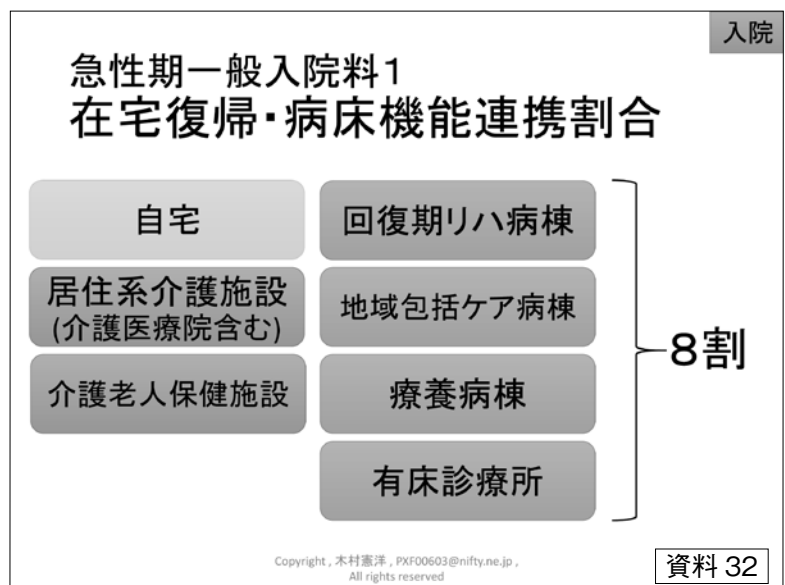 入院
急性期一般入院料1
在宅復帰・病床機能連携割合
自宅
居住系介護施設
(介護医療院含む)
介護老人保健施設
回復期リハ病棟
地域包括ケア病棟
療養病棟
有床診療所
8割
Copyright , 木村憲洋 , PXF00603@nifty.ne.jp ,
All rights reserved
資料 32